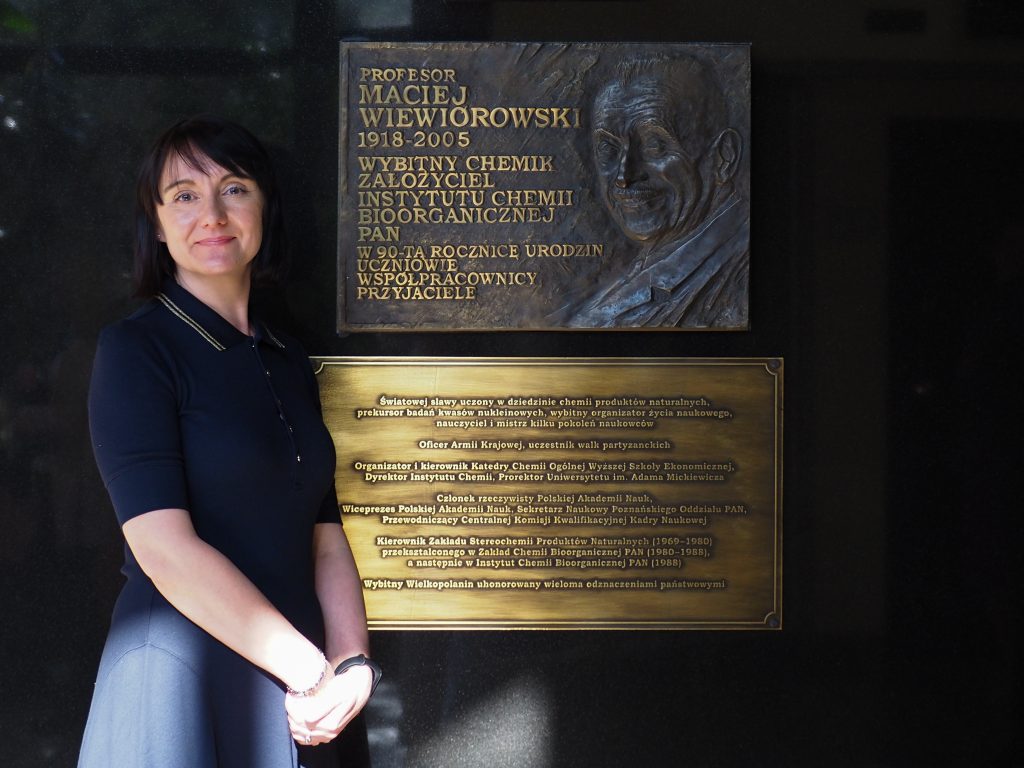 PROFESOR
MACIEJ
WIEWIÓROWSKI
1918-2005
WYBITNY CHEMIK
ZAŁOŻYCIEL
INSTYTUTU CHEMII
BIOORGANICZNEJ
PAN
W 90-TĄ ROCZNICĘ URODZIN
UCZNIOWIE
WSPÓŁPRACOWNICY
PRZYJACIELE
Światowej sławy uczony w dziedzinie chemii produktów naturalnych,
prekursor badań kwasów nukleinowych, wybitny organizator życia naukowego,
nauczyciel i mistrz kilku pokoleń naukowców
Oficer Armii Krajowej, uczestnik walk partyzanckich
Organizator i kierownik Katedry Chemii Ogólnej Wyższej Szkoły Ekonomicznej,
Dyrektor Instytutu Chemii, Prorektor Uniwersytetu im. Adama Mickiewicza
Członek rzeczywisty Polskiej Akademii Nauk,
Wiceprezes Polskiej Akademii Nauk, Sekretarz Naukowy Poznańskiego Oddziału PAN,
Przewodniczący Centralnej Komisji Kwalifikacyjnej Kadry Naukowej
Kierownik Zakładu Stereochemii Produktów Naturalnych (1969–1980)
przekształconego w Zakład Chemii Bioorganicznej PAN (1980–1988),
a następnie w Instytut Chemii Bioorganicznej PAN (1988)
Wybitny Wielkopolanin uhonorowany wieloma odznaczeniami państwowymi